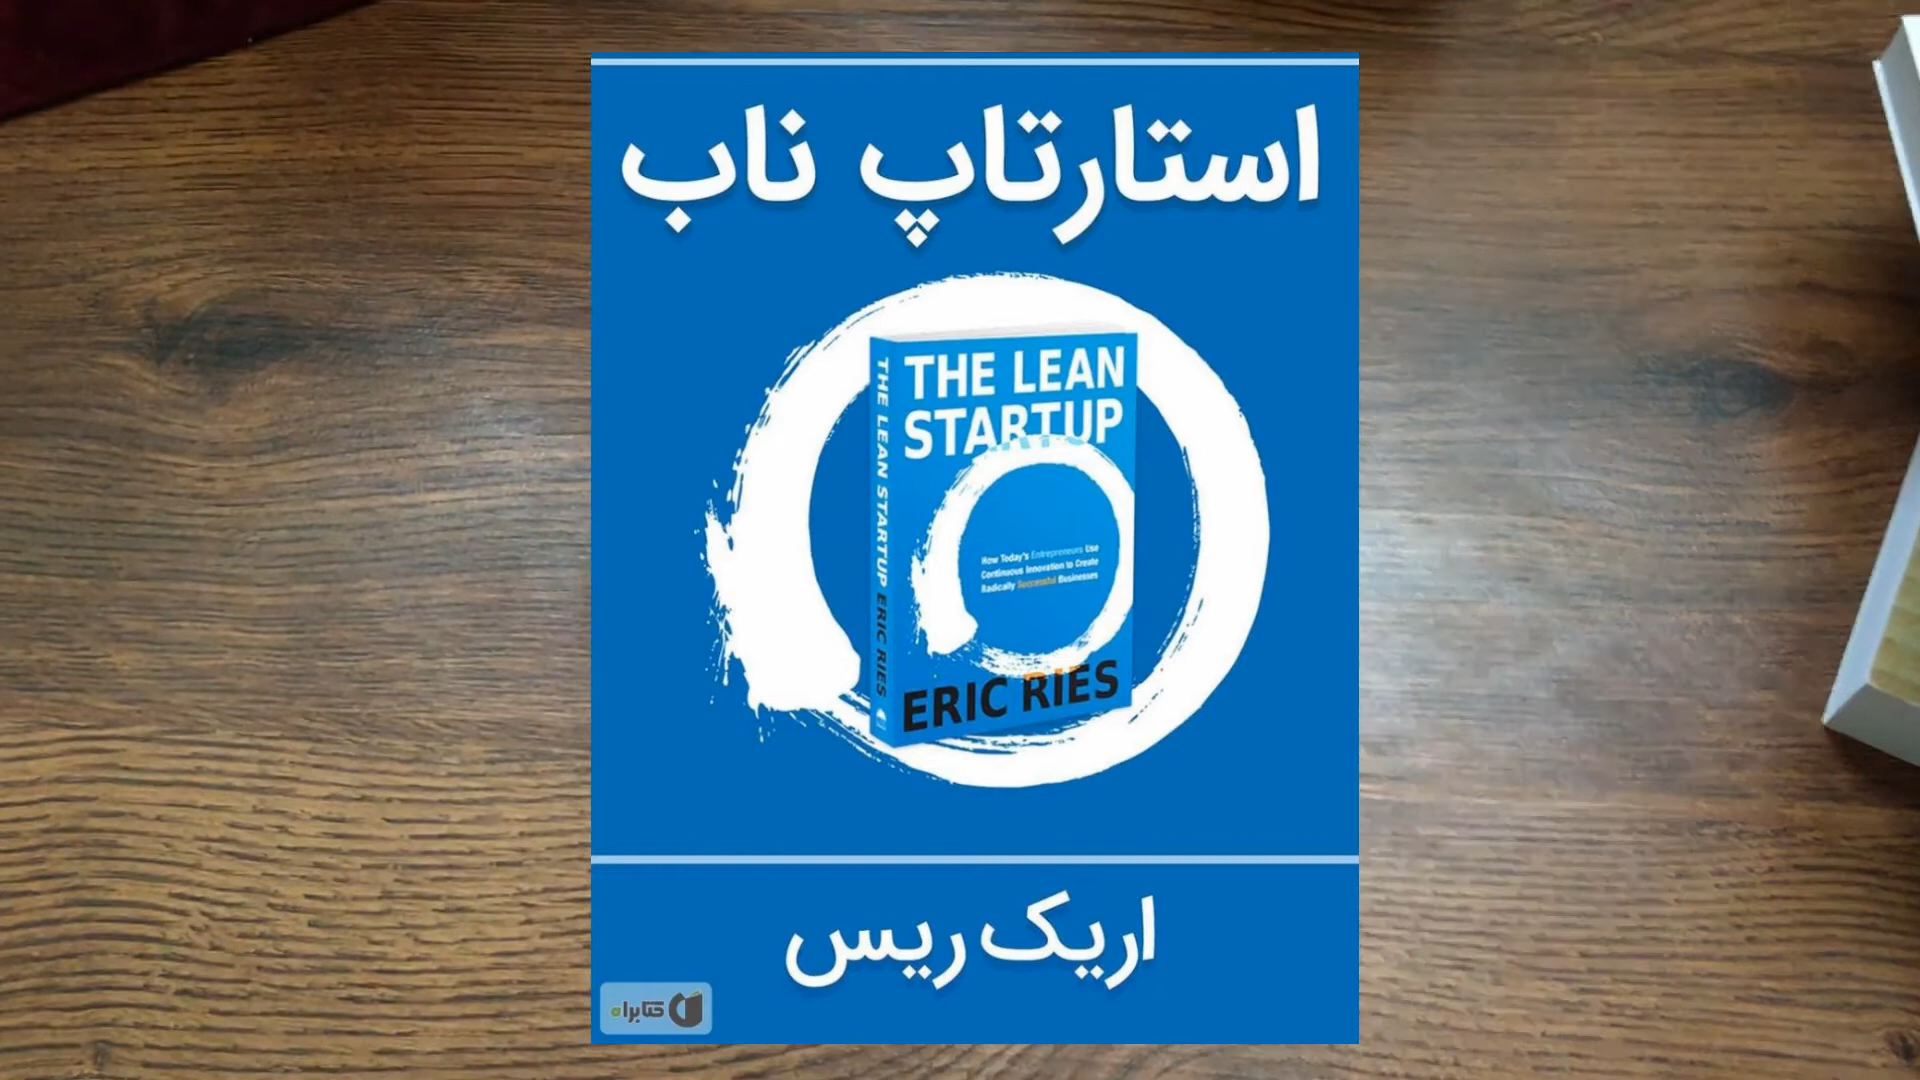 استارتاپ ناب
THE LEAN
STARTUP
How Today's Entrepreneurs Use
Continuous Innovation to Create
Radically Successful Businesses
ERIC RIES
THE LEAN STARTUP ERIC RIES
اریک ریس
کتابراه